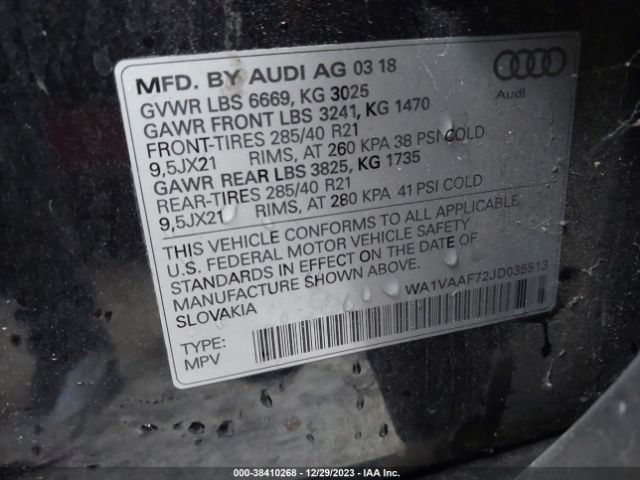 MFD. BY AUDI AG 03 18
GVWR LBS 6669, KG 3025
GAWR FRONT LBS 3241, KG 1470
FRONT-TIRES 285/40 R21
9,5JX21 RIMS, AT 260 KPA 38 PSI COLD
GAWR REAR LBS 3825, KG 1735
REAR-TIRES 285/40 R21
9,5JX21 RIMS, AT 280 KPA 41 PSI COLD
THIS VEHICLE CONFORMS TO ALL APPLICABLE
U.S. FEDERAL MOTOR VEHICLE SAFETY
STANDARDS IN EFFECT ON THE DATE OF
MANUFACTURE SHOWN ABOVE.
SLOVAKIA
WA1VAAF72JD035513
TYPE:
MPV
Audi
000-38410268 - 12/29/2023 - IAA Inc.